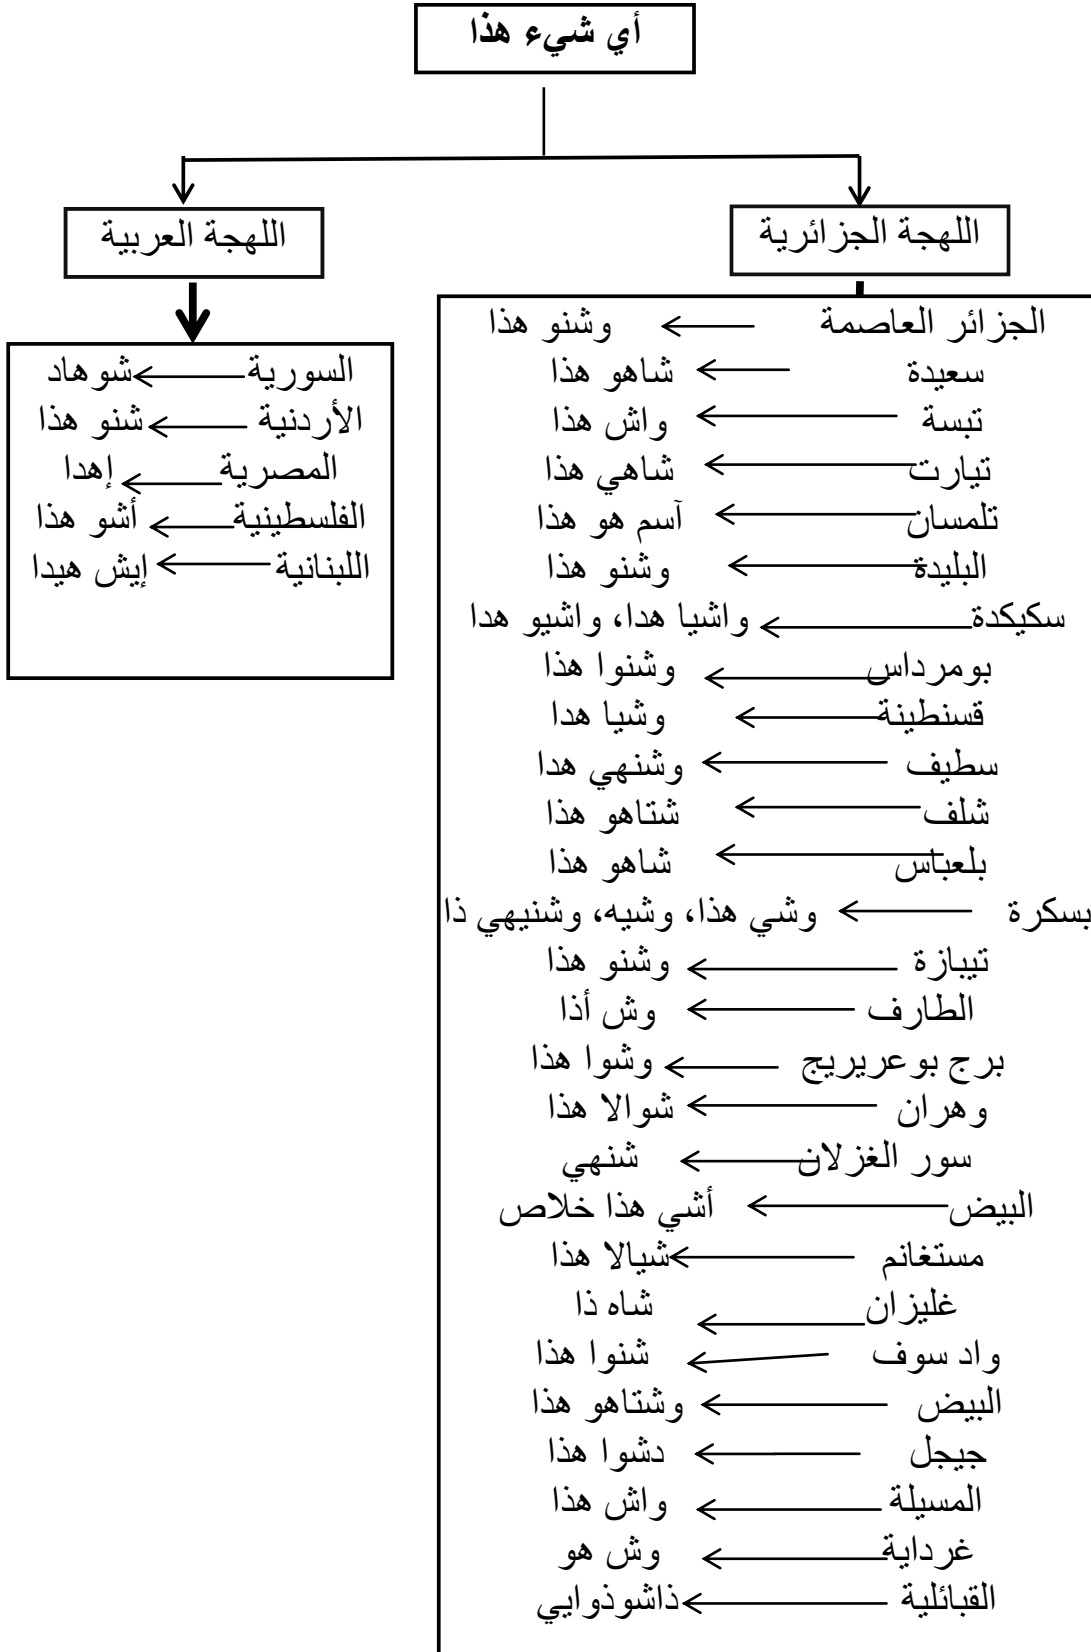 أي شيء هذا
اللهجة الجزائرية
الجزائر العاصمة وشنو هذا
سعيدة شاهو هذا
تبسة واش هذا
تيارت شاهي هذا
تلمسان آسم هو هذا
البليدة وشنو هذا
سكيكدة واشيا هدا، واشيو هدا
بومرداس وشنوا هذا
قسنطينة وشيا هدا
سطيف وشنهي هدا
شلف شتاهو هذا
بلعباس شاهو هذا
بسكرة وشي هذا، وشيه، وشنيهي ذا
تيبازة وشنو هذا
الطارف وش أذا
برج بوعريريج وشوا هذا
وهران شوالا هذا
سور الغزلان شنهي
البيض أشي هذا خلاص
مستغانم شيالا هذا
غليزان شاه ذا
واد سوف شنوا هذا
البيض وشتاهو هذا
جيجل دشوا هذا
المسيلة واش هذا
غرداية وش هو
القبائلية ذاشوذوايي
اللهجة العربية
السورية شوهاد
الأردنية شنو هذا
المصرية إهدا
الفلسطينية أشو هذا
اللبنانية إيش هيدا